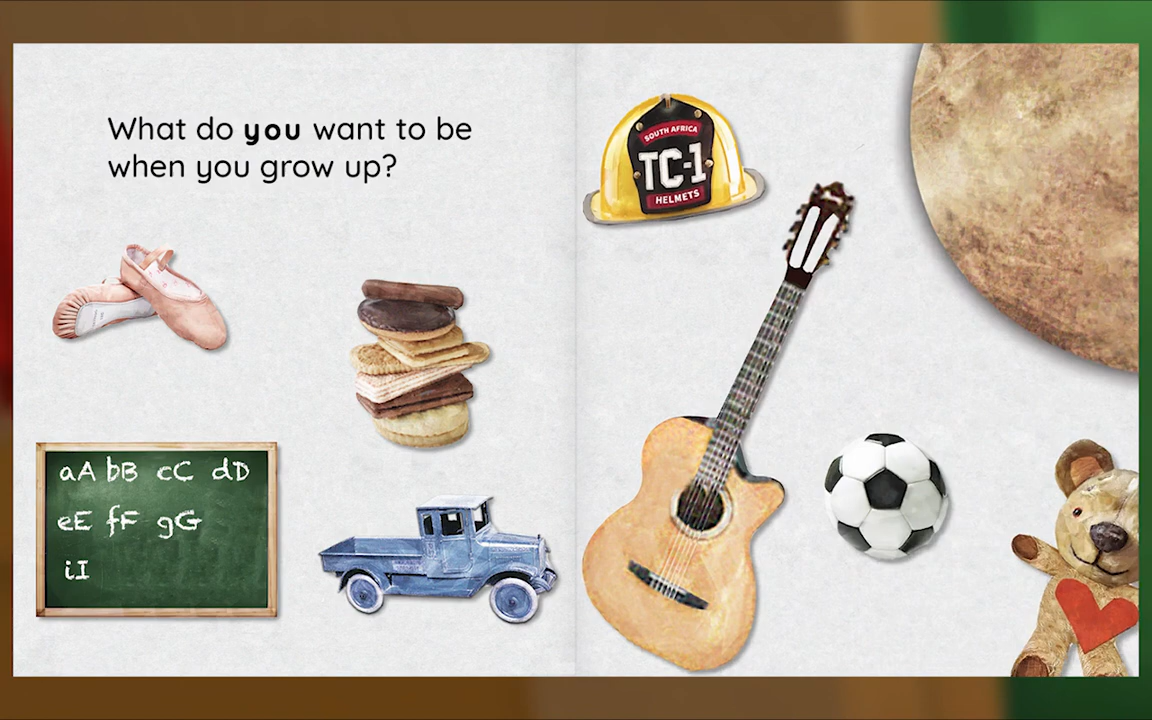 What do you want to be
when you grow up?
aA bB cC dD
eE fF gG
iI
SOUTH AFRICA
TC-1
HELMETS